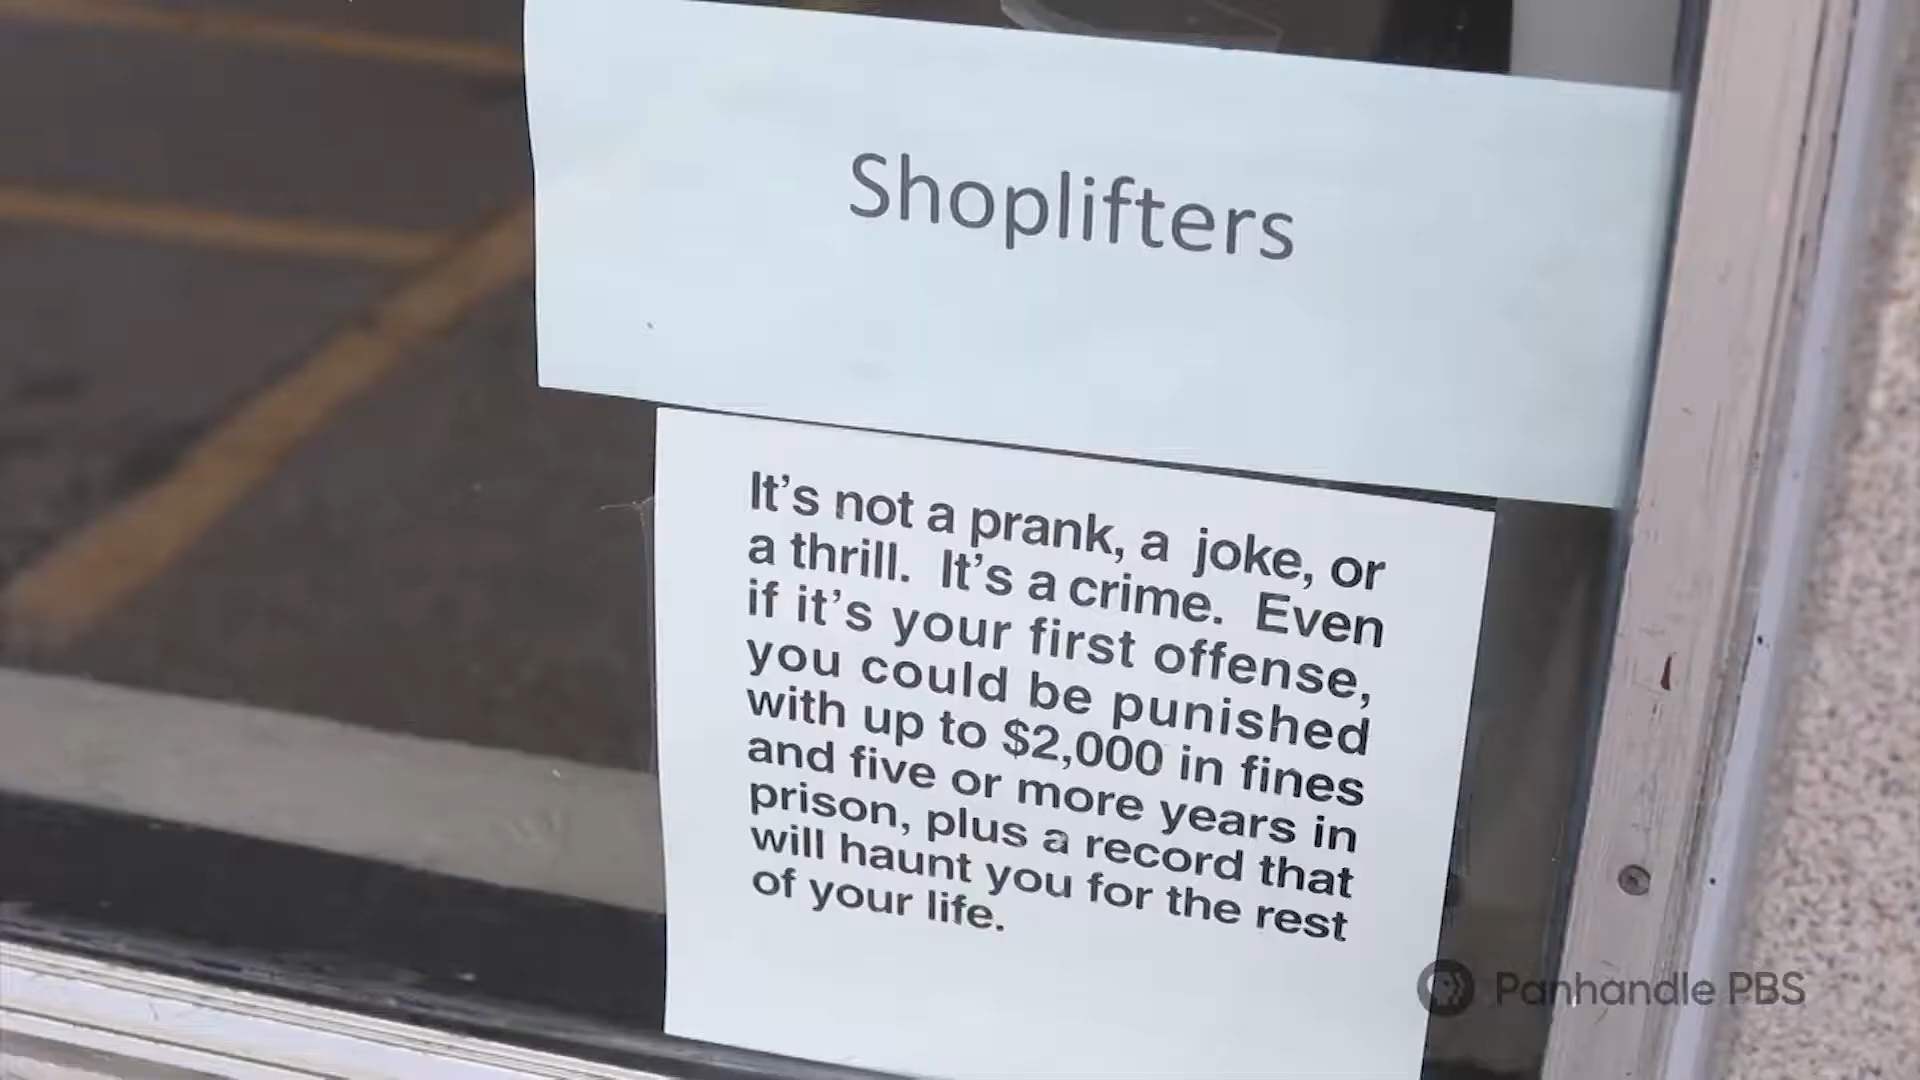 Shoplifters
It's not a prank, a joke, or
a thrill. It's a crime. Even
if it's your first offense,
you could be punished
with up to $2,000 in fines
and five or more years in
prison, plus a record that
will haunt you for the rest
of your life.
Panhandle PBS